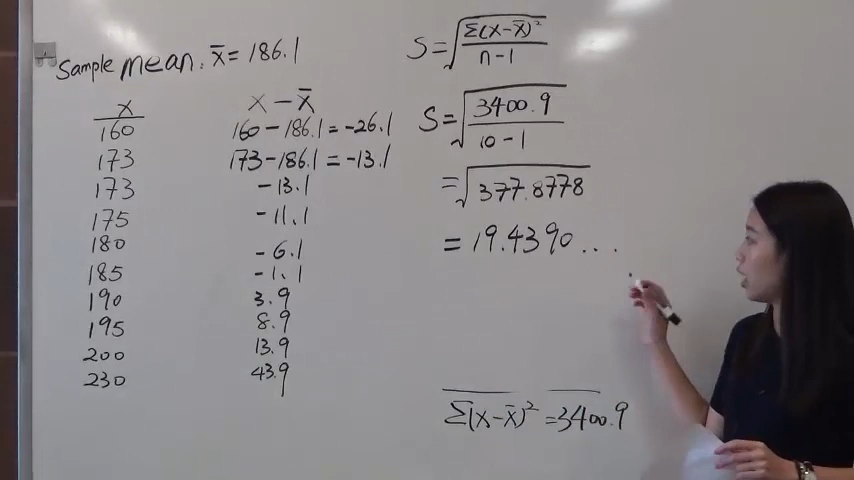 Sample mean: x̄ = 186.1
x
160
173
173
175
180
185
190
195
200
230
x − x̄
160 − 186.1 = −26.1
173 − 186.1 = −13.1
−13.1
−11.1
−6.1
−1.1
3.9
8.9
13.9
43.9
S = √(Σ(x−x̄)²/(n−1))
S = √(3400.9/(10−1))
= √377.8778
= 19.4390...
Σ(x−x̄)² = 3400.9